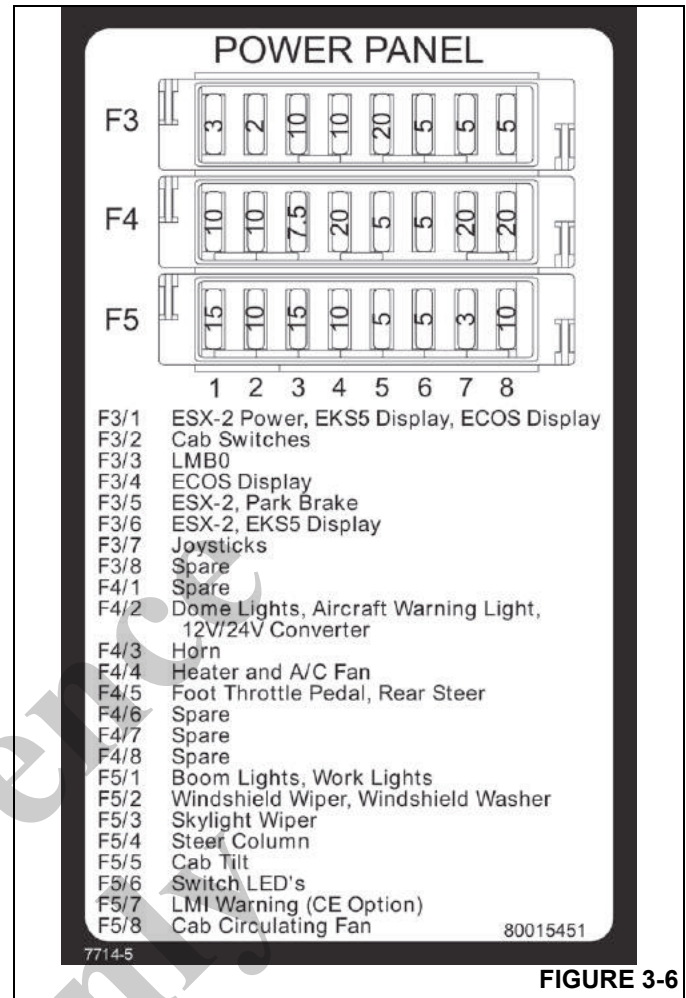 POWER PANEL
F3 3 2 10 10 20 5 5 5
F4 10 10 7.5 20 5 5 20 20
F5 15 10 15 10 5 5 3 10
1 2 3 4 5 6 7 8
F3/1 ESX-2 Power, EKS5 Display, ECOS Display
F3/2 Cab Switches
F3/3 LMB0
F3/4 ECOS Display
F3/5 ESX-2, Park Brake
F3/6 ESX-2, EKS5 Display
F3/7 Joysticks
F3/8 Spare
F4/1 Spare
F4/2 Dome Lights, Aircraft Warning Light,
12V/24V Converter
F4/3 Horn
F4/4 Heater and A/C Fan
F4/5 Foot Throttle Pedal, Rear Steer
F4/6 Spare
F4/7 Spare
F4/8 Spare
F5/1 Boom Lights, Work Lights
F5/2 Windshield Wiper, Windshield Washer
F5/3 Skylight Wiper
F5/4 Steer Column
F5/5 Cab Tilt
F5/6 Switch LED's
F5/7 LMI Warning (CE Option)
F5/8 Cab Circulating Fan 80015451
7714-5
FIGURE 3-6